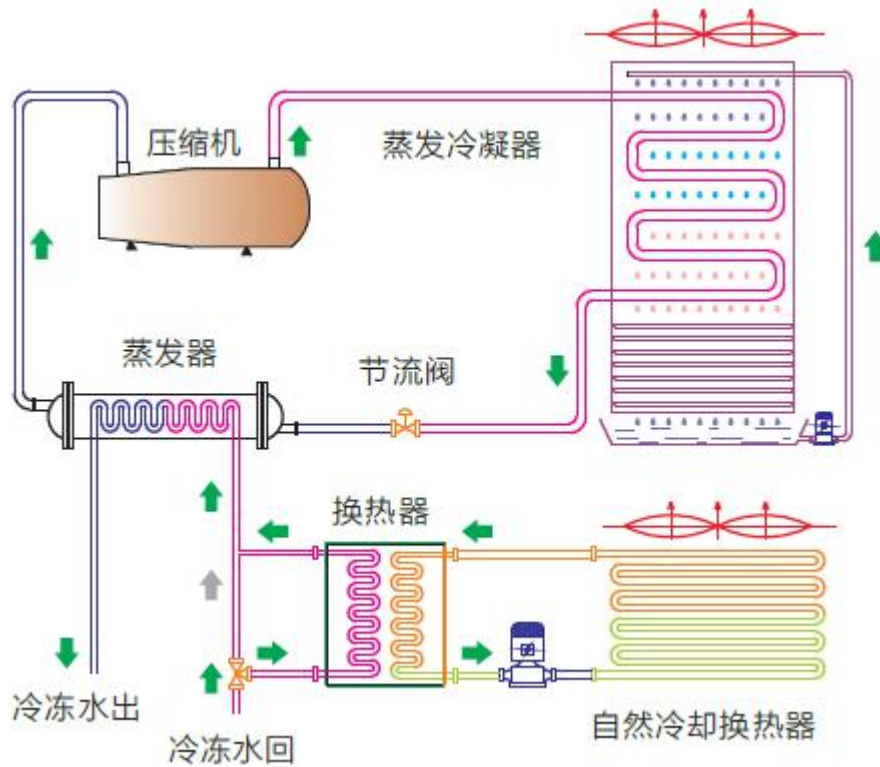 压缩机
蒸发冷凝器
蒸发器
节流阀
换热器
冷冻水出
冷冻水回
自然冷却换热器